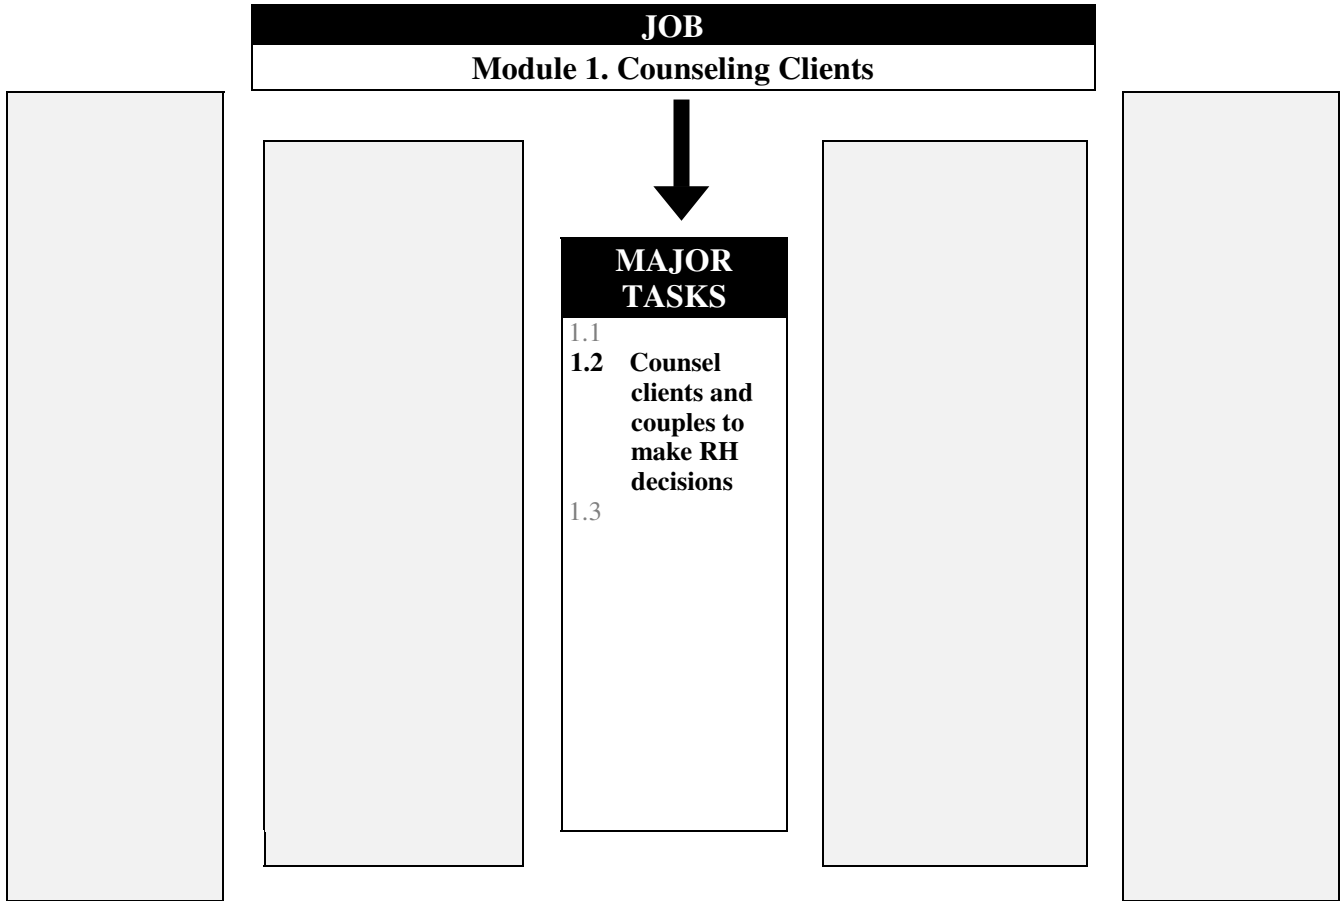 JOB
Module 1. Counseling Clients
MAJOR
TASKS
1.1
1.2 Counsel
clients and
couples to
make RH
decisions
1.3